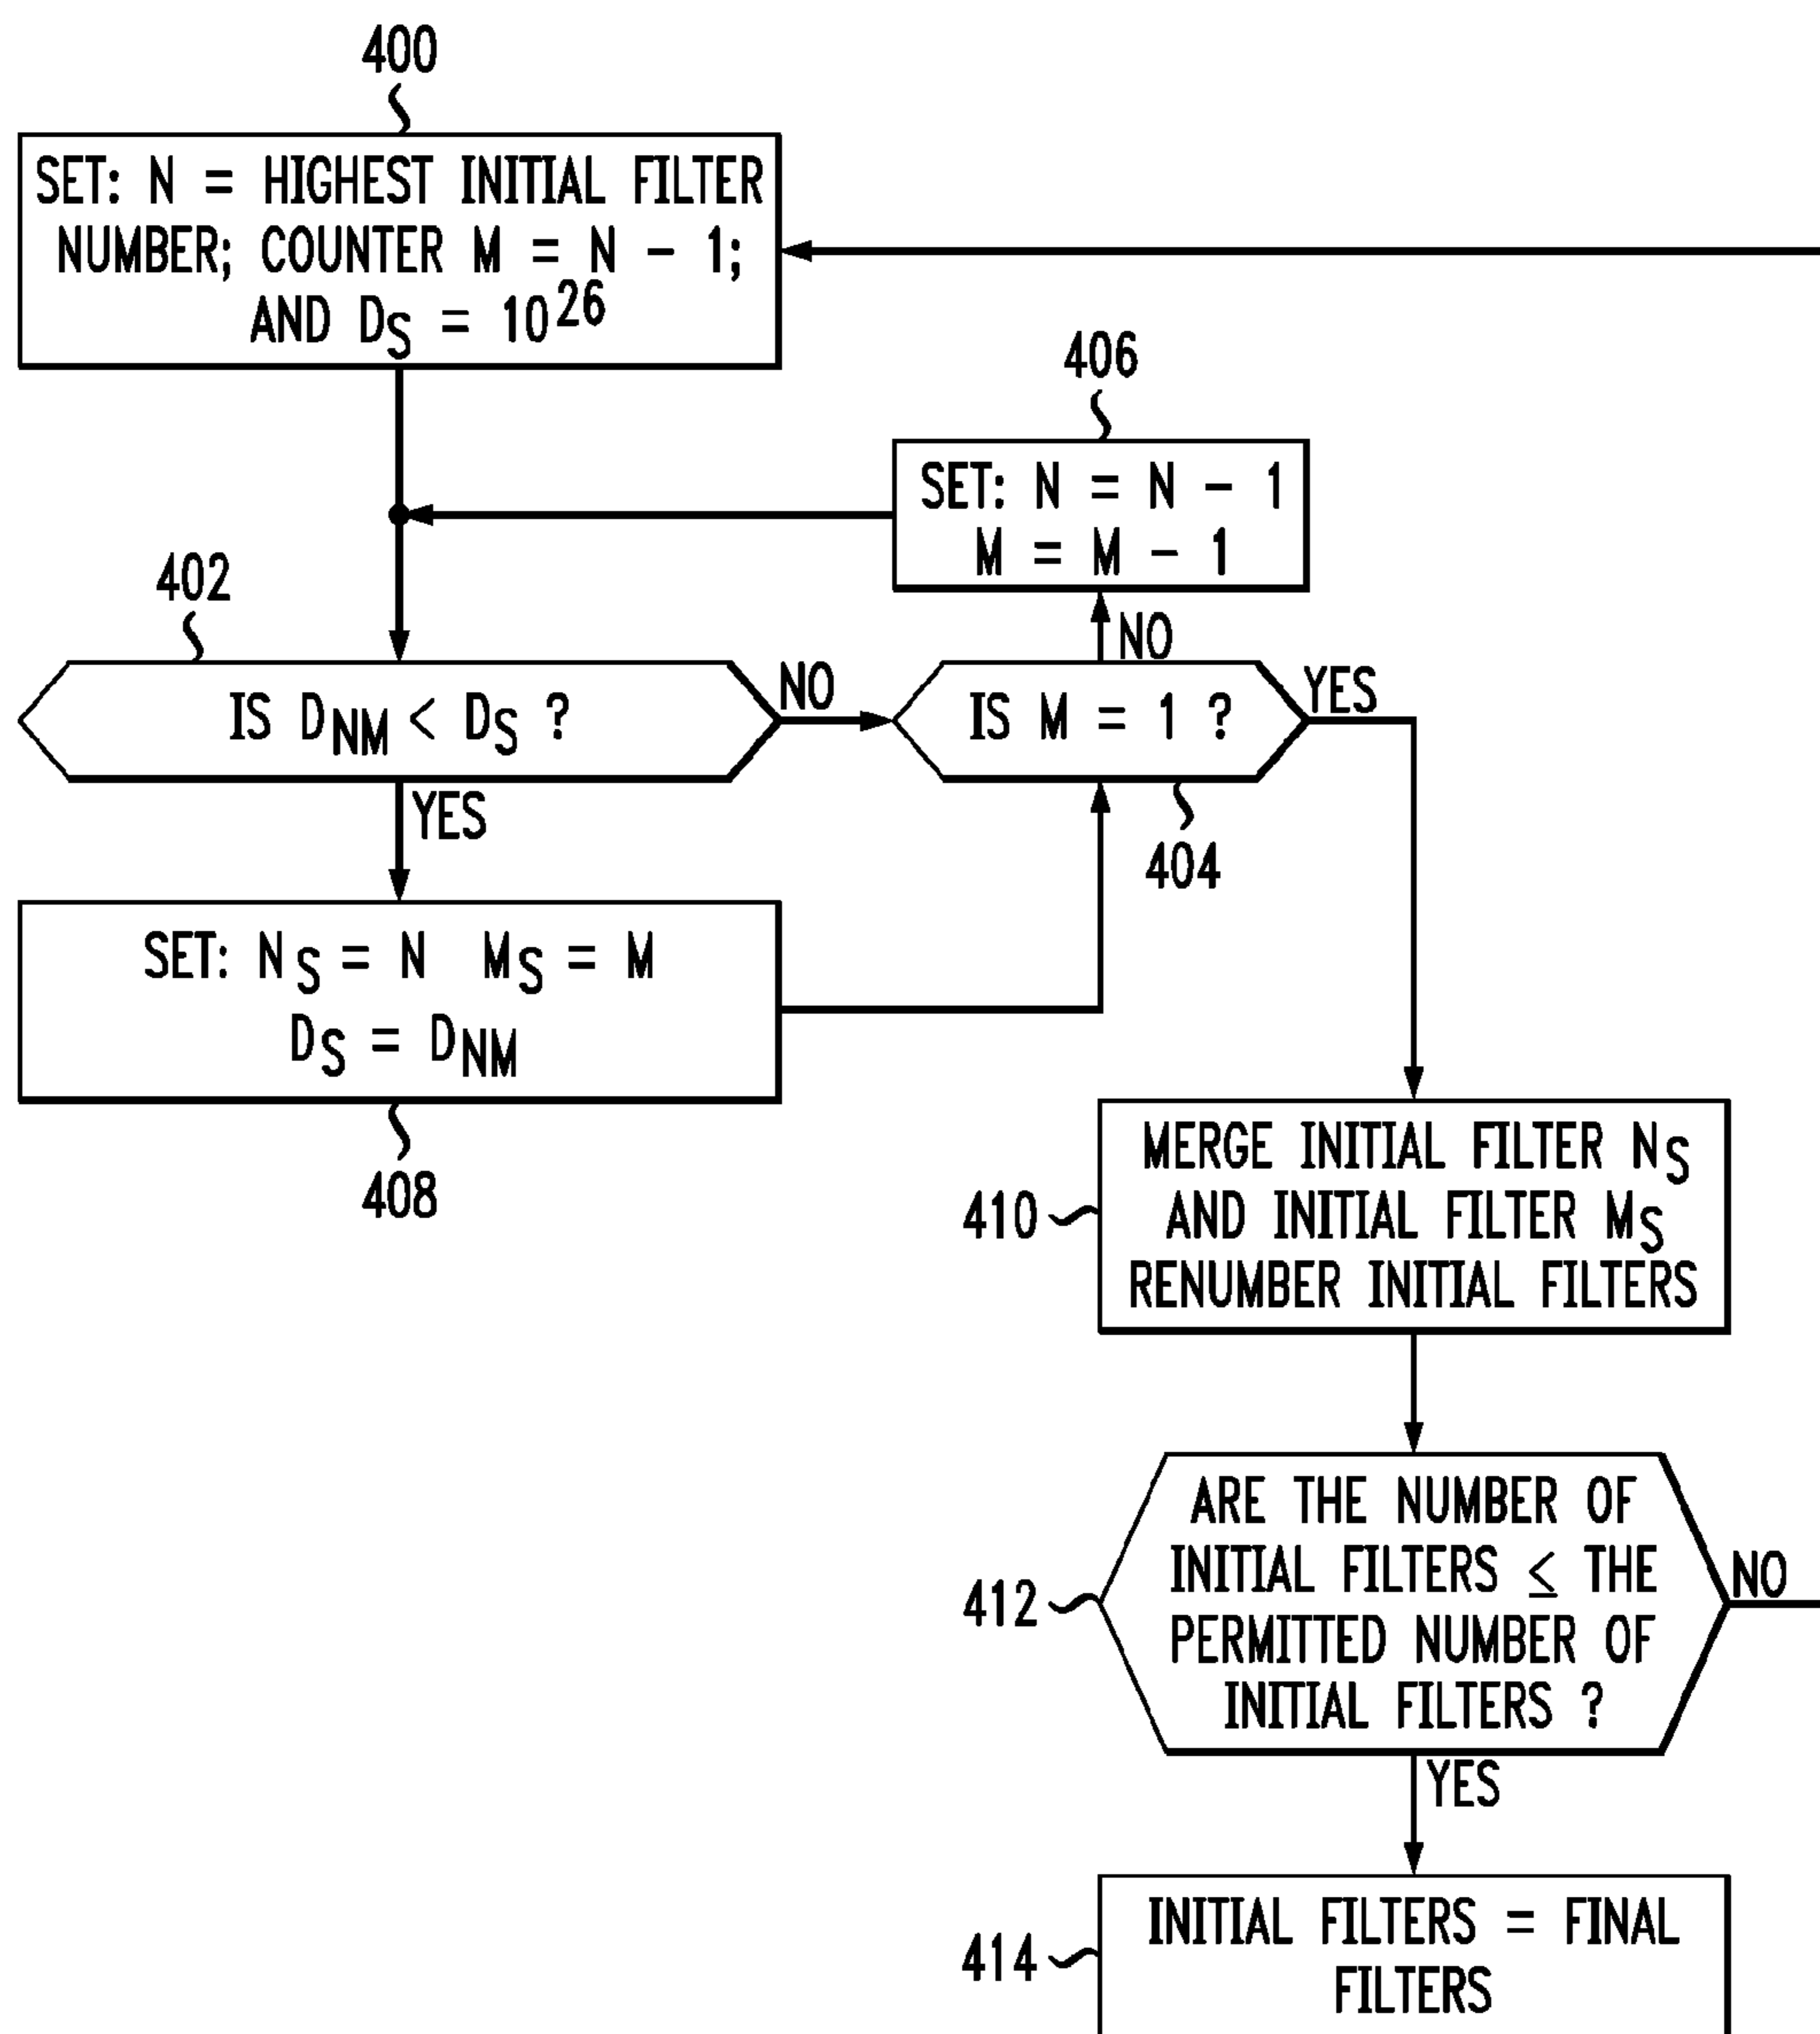 400
SET: N = HIGHEST INITIAL FILTER
NUMBER; COUNTER M = N - 1;
AND DS = 10^26
406
SET: N = N - 1
M = M - 1
402
IS DNM < DS ?
NO
NO
IS M = 1 ?
YES
404
YES
SET: NS = N MS = M
DS = DNM
408
MERGE INITIAL FILTER NS
AND INITIAL FILTER MS
RENUMBER INITIAL FILTERS
410
ARE THE NUMBER OF
INITIAL FILTERS ≤ THE
PERMITTED NUMBER OF
INITIAL FILTERS ?
412
NO
YES
INITIAL FILTERS = FINAL
FILTERS
414